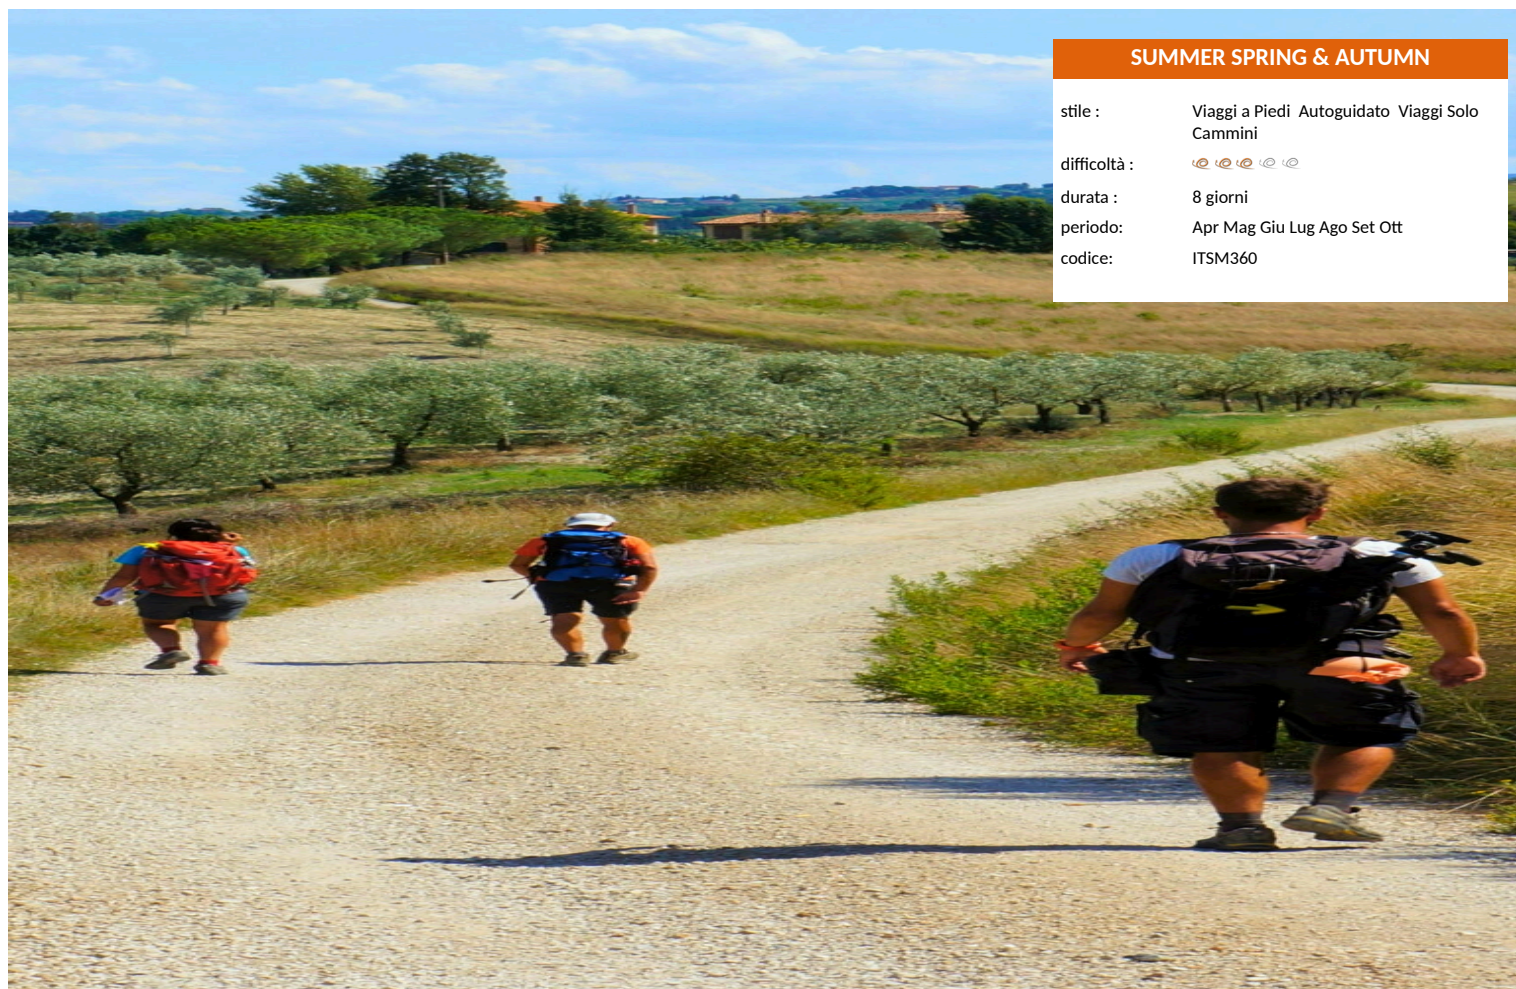 SUMMER SPRING & AUTUMN
stile : Viaggi a Piedi Autoguidato Viaggi Solo
Cammini
difficoltà :
durata : 8 giorni
periodo: Apr Mag Giu Lug Ago Set Ott
codice: ITSM360